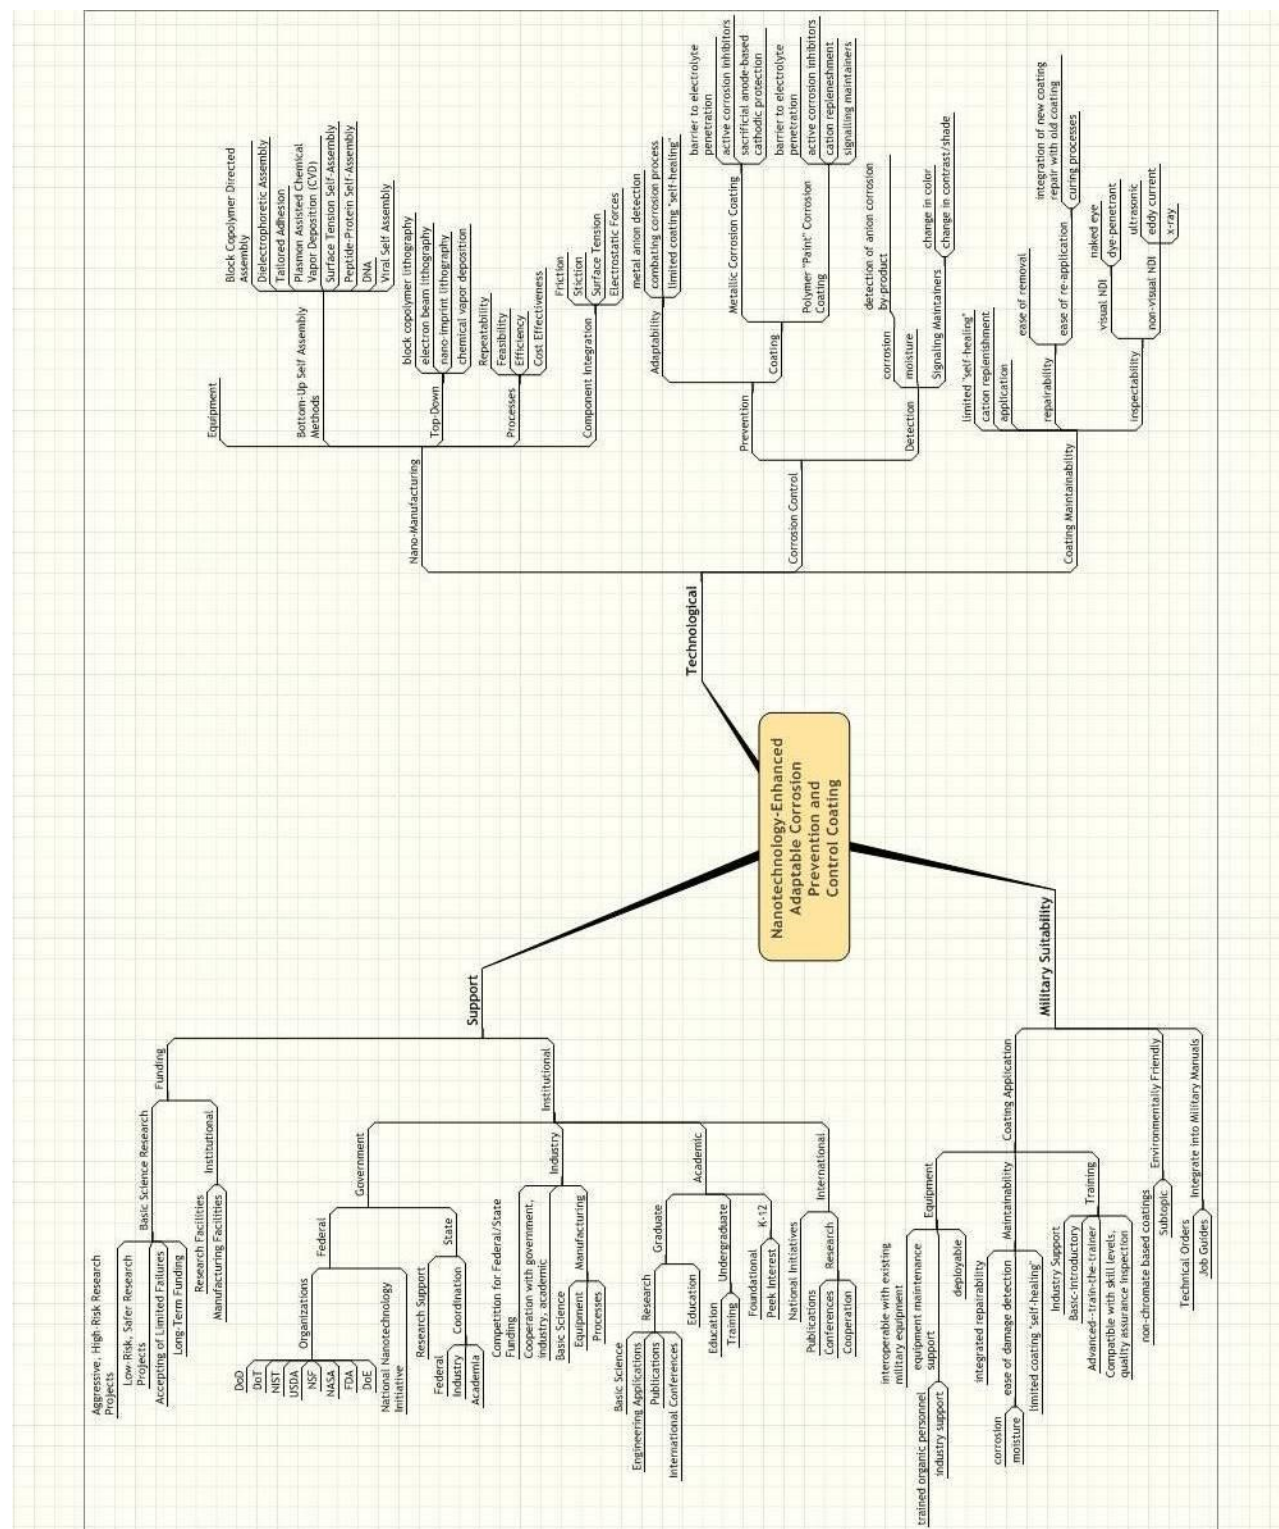 Nanotechnology-Enhanced
Adaptable Corrosion
Prevention and
Control Coating
Technological
Nano-Manufacturing
Equipment
Bottom-Up Self Assembly
Methods
Block Copolymer Directed
Assembly
Dielectrophoretic Assembly
Tailored Adhesion
Plasmon Assisted Chemical
Vapor Deposition (CVD)
Surface Tension Self-Assembly
Peptide-Protein Self-Assembly
DNA
Viral Self Assembly
Top-Down
block copolymer lithography
electron beam lithography
nano-imprint lithography
chemical vapor deposition
Processes
Repeatability
Feasibility
Efficiency
Cost Effectiveness
Component Integration
Friction
Stiction
Surface Tension
Electrostatic Forces
Corrosion Control
Prevention
Adaptability
metal anion detection
combating corrosion process
limited coating "self-healing"
Coating
Metallic Corrosion Coating
barrier to electrolyte
penetration
active corrosion inhibitors
sacrificial anode-based
cathodic protection
Polymer "Paint" Corrosion
Coating
barrier to electrolyte
penetration
active corrosion inhibitors
cation repleneshment
signalling maintainers
Detection
corrosion
detection of anion corrosion
by-product
moisture
Signaling Maintainers
change in color
change in contrast/shade
Coating Maintainability
limited "self-healing"
cation replenishment
application
repairability
ease of removal
ease of re-application
integration of new coating
repair with old coating
curing processes
Inspectability
visual NDI
naked eye
dye-penetrant
non-visual NDI
ultrasonic
eddy current
x-ray
Support
Funding
Basic Science Research
Aggressive, High-Risk Research
Projects
Low-Risk, Safer Research
Projects
Accepting of Limited Failures
Long-Term Funding
Institutional
Research Facilities
Manufacturing Facilities
Institutional
Government
Federal
Organizations
DoD
DoT
NIST
USDA
NSF
NASA
FDA
DoE
National Nanotechnology
Initiative
State
Research Support
Coordination
Federal
Industry
Academia
Industry
Competition for Federal/State
Funding
Cooperation with government,
industry, academic
Basic Science
Manufacturing
Equipment
Processes
Academic
Graduate
Research
Basic Science
Engineering Applications
Publications
International Conferences
Education
Undergraduate
Education
Training
K-12
Foundational
Peek Interest
International
National Initiatives
Research
Publications
Conferences
Cooperation
Military Suitability
Coating Application
Equipment
interoperable with existing
military equipment
equipment maintenance
support
trained organic personnel
industry support
deployable
Maintainability
integrated repairability
ease of damage detection
corrosion
moisture
limited coating "self-healing"
Training
Industry Support
Basic-Introductory
Advanced--train-the-trainer
Compatible with skill levels,
quality assurance inspection
Environmentally Friendly
non-chromate based coatings
Subtopic
Integrate into Military Manuals
Technical Orders
Job Guides